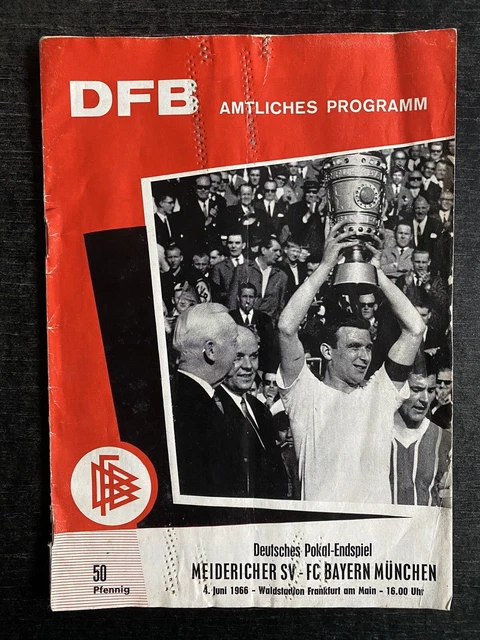 DFB AMTLICHES PROGRAMM
DFB
50
Pfennig
Deutsches Pokal-Endspiel
MEIDERICHER SV - FC BAYERN MÜNCHEN
4. Juni 1966 - Waldstadion Frankfurt am Main - 16.00 Uhr